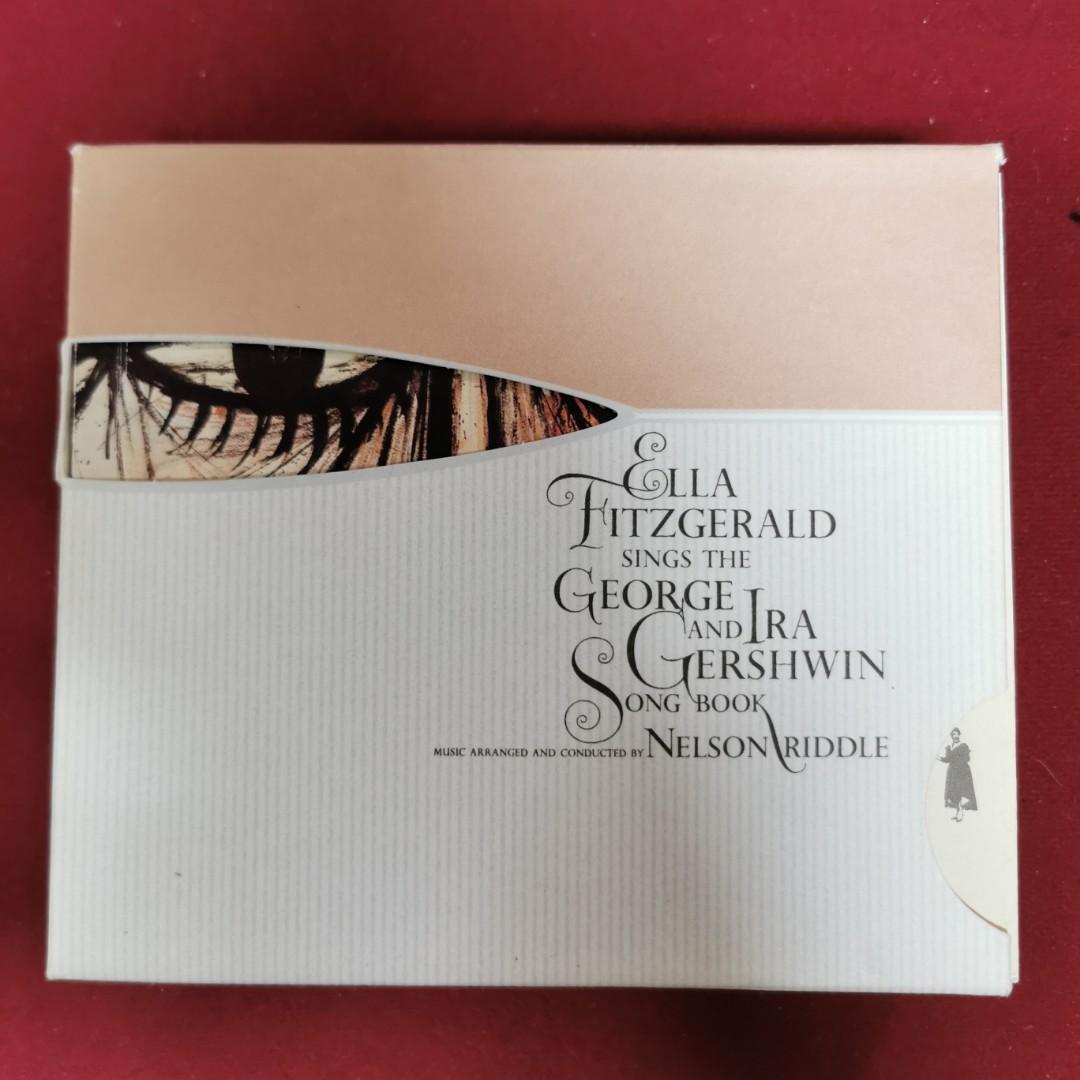 ELLA
FITZGERALD
SINGS THE
GEORGE
AND IRA
GERSHWIN
SONG BOOK
MUSIC ARRANGED AND CONDUCTED BY NELSON RIDDLE